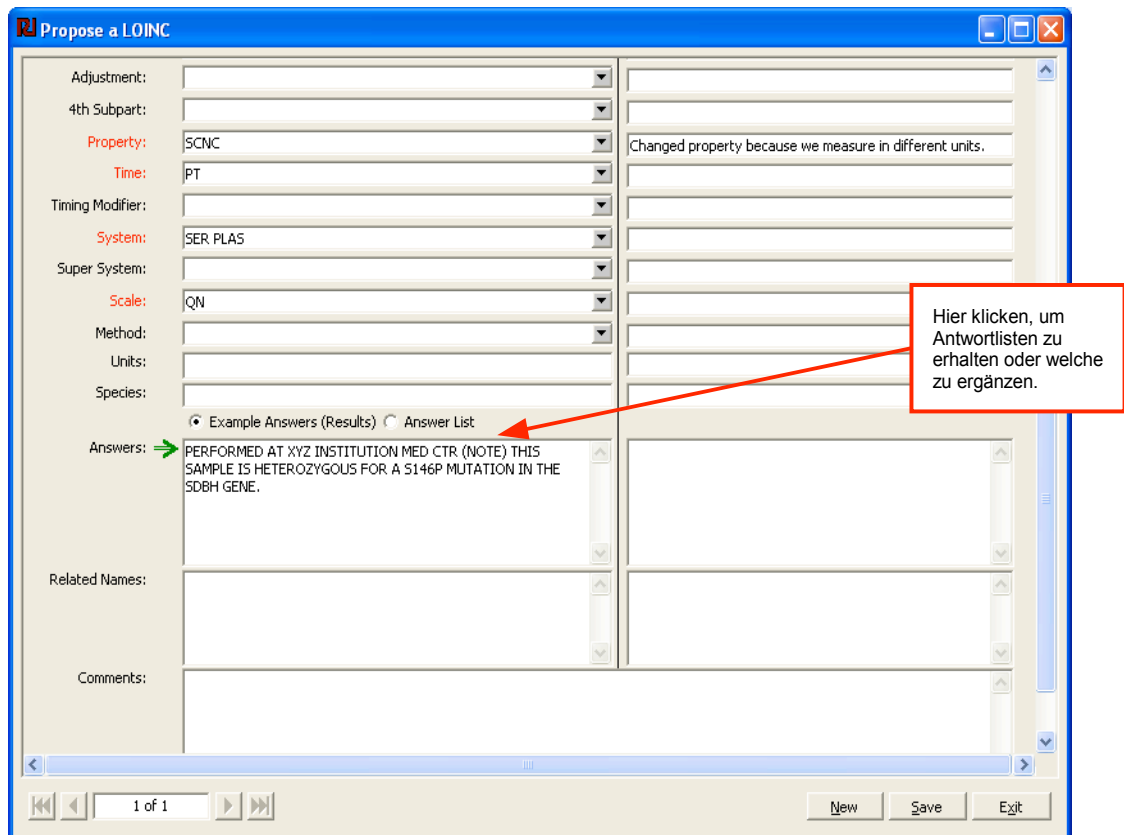 Propose a LOINC
Adjustment:
4th Subpart:
Property: SCNC Changed property because we measure in different units.
Time: PT
Timing Modifier:
System: SER PLAS
Super System:
Scale: QN
Method:
Units:
Species:
Hier klicken, um
Antwortlisten zu
erhalten oder welche
zu ergänzen.
Example Answers (Results) Answer List
Answers: PERFORMED AT XYZ INSTITUTION MED CTR (NOTE) THIS
SAMPLE IS HETEROZYGOUS FOR A S146P MUTATION IN THE
SDBH GENE.
Related Names:
Comments:
1 of 1 New Save Exit